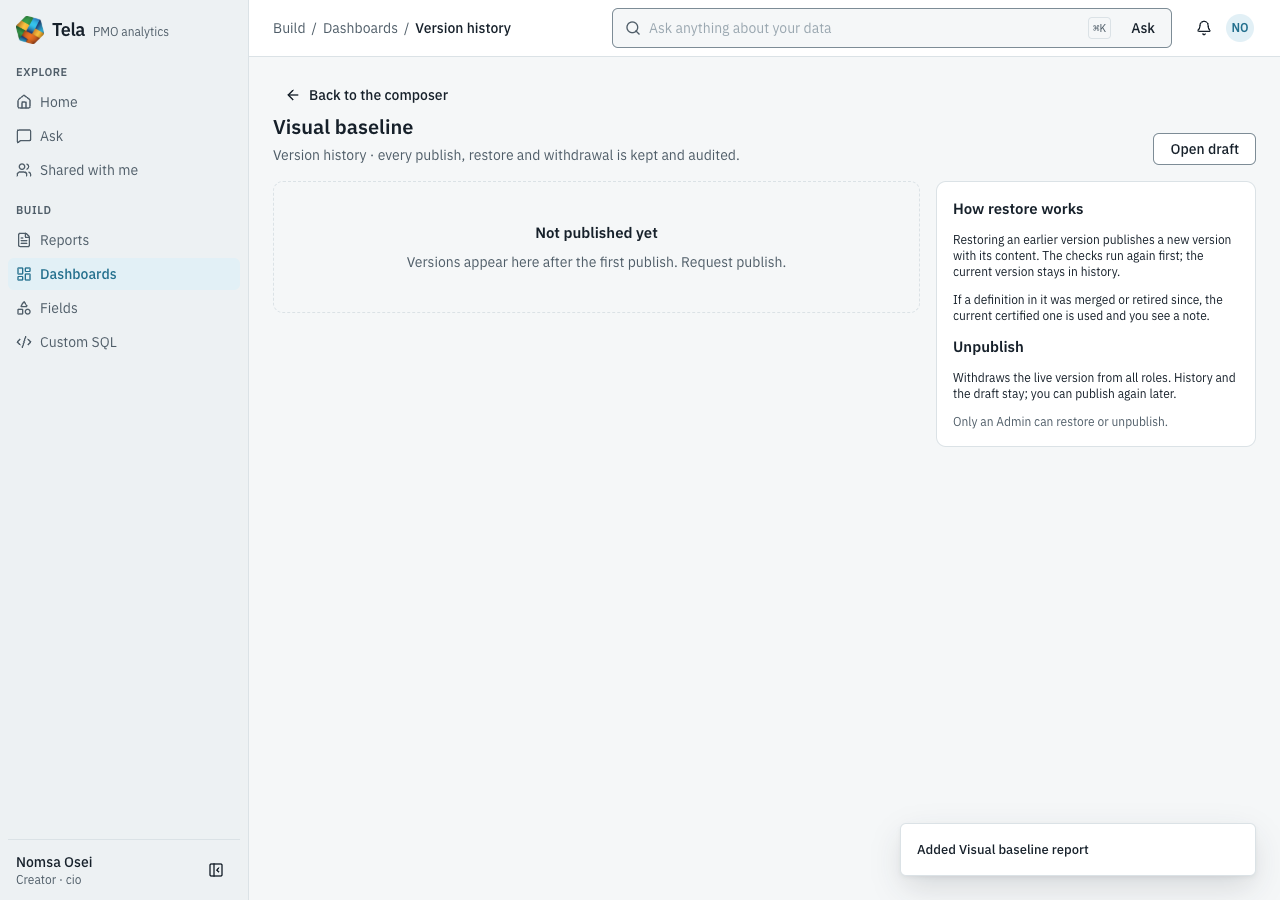 Tela PMO analytics
EXPLORE
Home
Ask
Shared with me
BUILD
Reports
Dashboards
Fields
Custom SQL
Nomsa Osei
Creator · cio
Build / Dashboards / Version history
Ask anything about your data
⌘K
Ask
NO
Back to the composer
Visual baseline
Version history · every publish, restore and withdrawal is kept and audited.
Open draft
Not published yet
Versions appear here after the first publish. Request publish.
How restore works
Restoring an earlier version publishes a new version
with its content. The checks run again first; the
current version stays in history.
If a definition in it was merged or retired since, the
current certified one is used and you see a note.
Unpublish
Withdraws the live version from all roles. History and
the draft stay; you can publish again later.
Only an Admin can restore or unpublish.
Added Visual baseline report